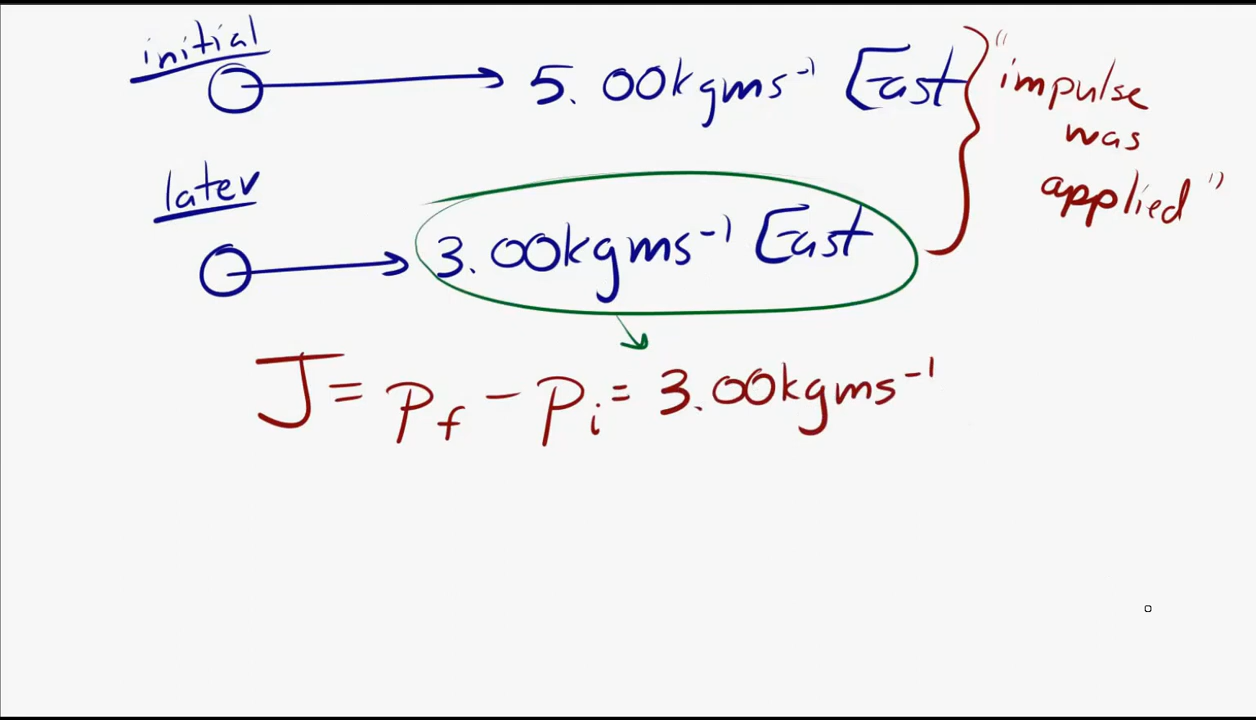 initial
5.00kgms⁻¹ East
"impulse
was
applied"
later
3.00kgms⁻¹ East
J = pf - pi = 3.00kgms⁻¹